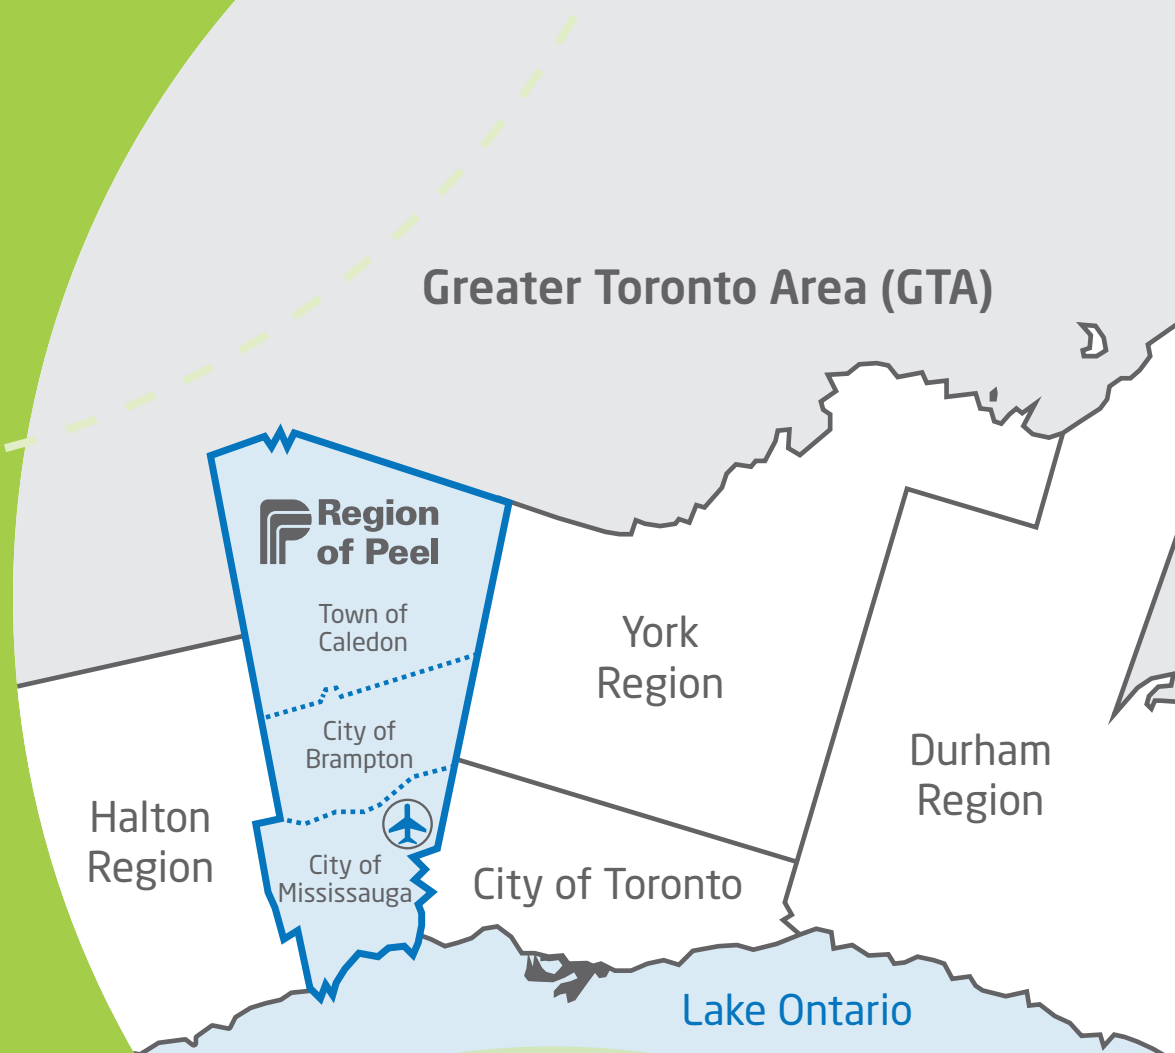 Greater Toronto Area (GTA)
Region
of Peel
Town of
Caledon
York
Region
City of
Brampton
Durham
Region
Halton
Region
City of
Mississauga
City of Toronto
Lake Ontario